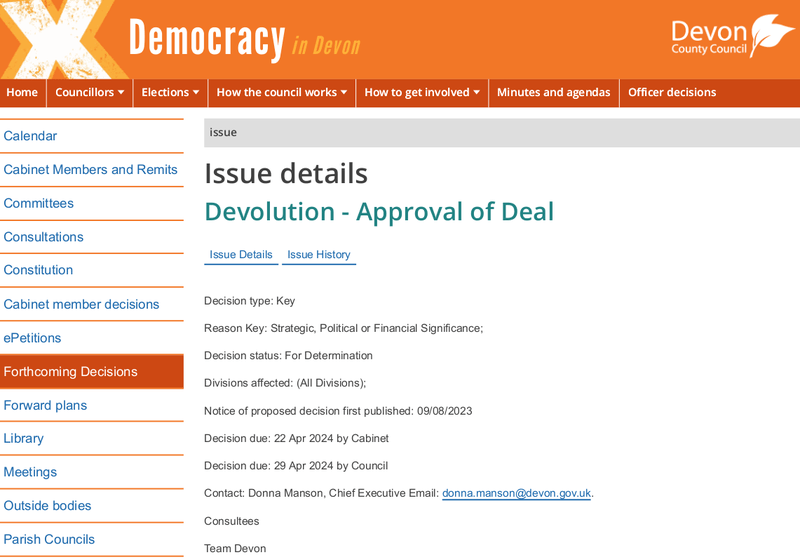 Democracy in Devon
Devon
County Council
Home
Councillors
Elections
How the council works
How to get involved
Minutes and agendas
Officer decisions
Calendar
Cabinet Members and Remits
Committees
Consultations
Constitution
Cabinet member decisions
ePetitions
Forthcoming Decisions
Forward plans
Library
Meetings
Outside bodies
Parish Councils
issue
Issue details
Devolution - Approval of Deal
Issue Details
Issue History
Decision type: Key
Reason Key: Strategic, Political or Financial Significance;
Decision status: For Determination
Divisions affected: (All Divisions);
Notice of proposed decision first published: 09/08/2023
Decision due: 22 Apr 2024 by Cabinet
Decision due: 29 Apr 2024 by Council
Contact: Donna Manson, Chief Executive Email: donna.manson@devon.gov.uk.
Consultees
Team Devon